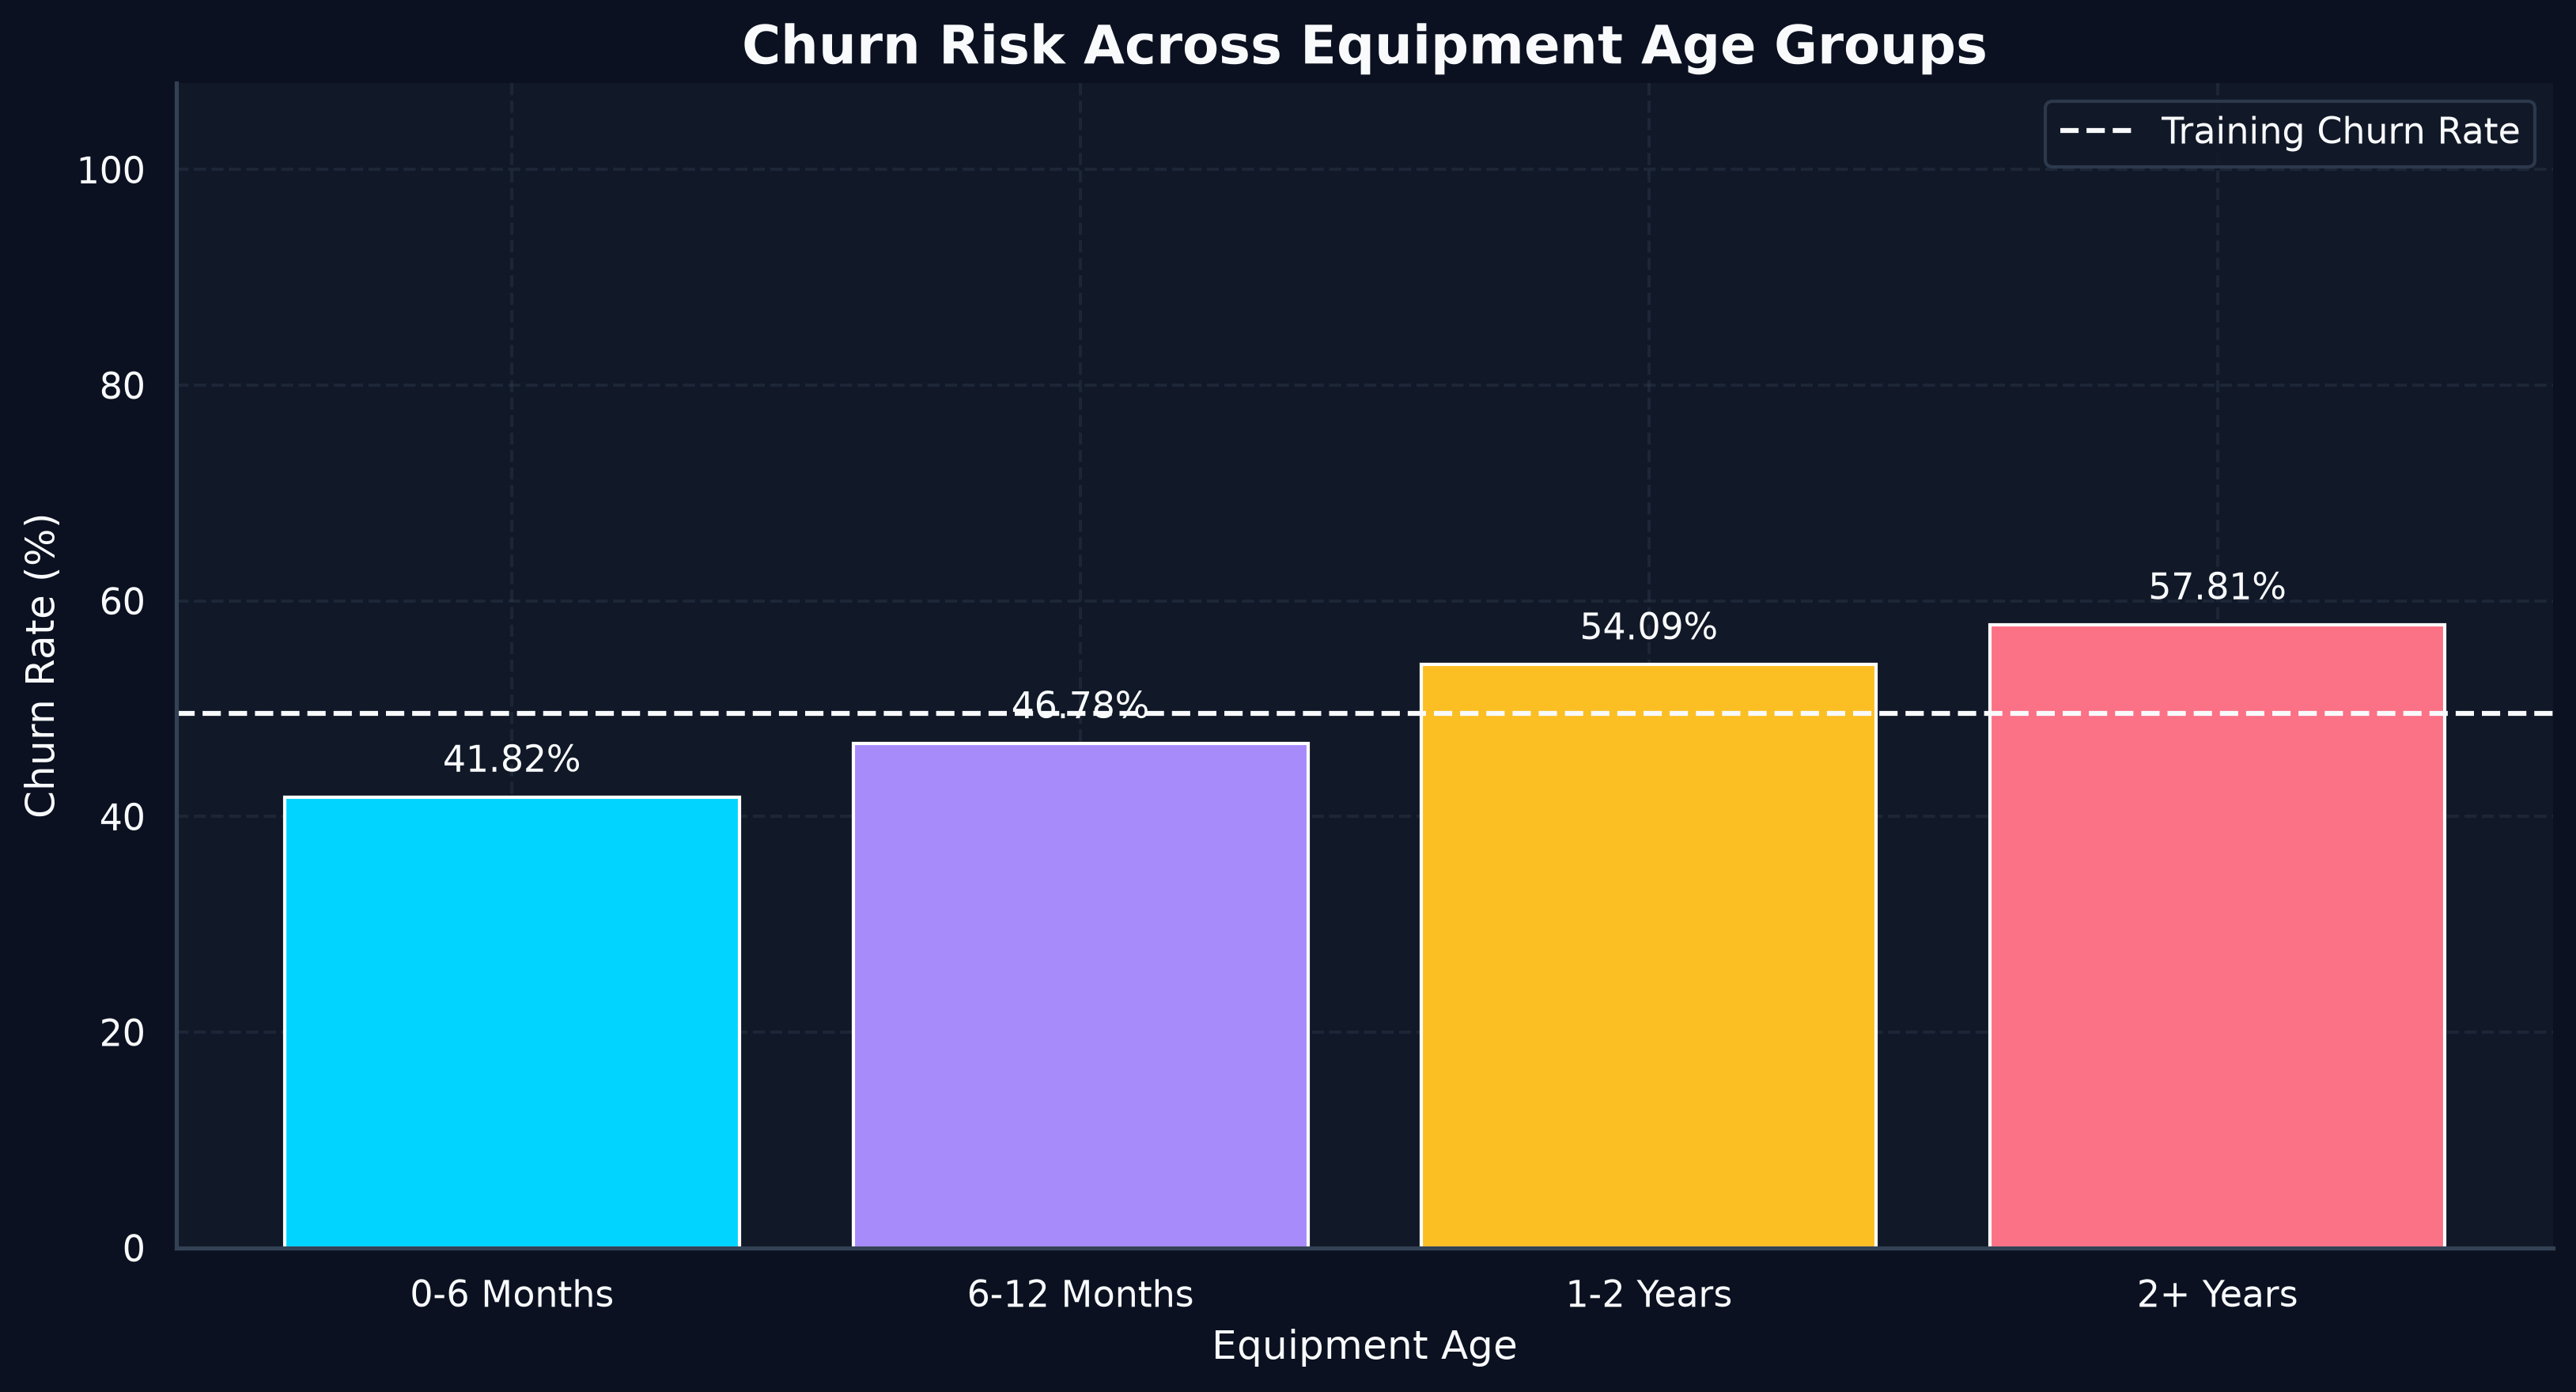 Churn Risk Across Equipment Age Groups
Training Churn Rate
Churn Rate (%)
100
80
60
40
20
0
41.82%
46.78%
54.09%
57.81%
0-6 Months
6-12 Months
1-2 Years
2+ Years
Equipment Age